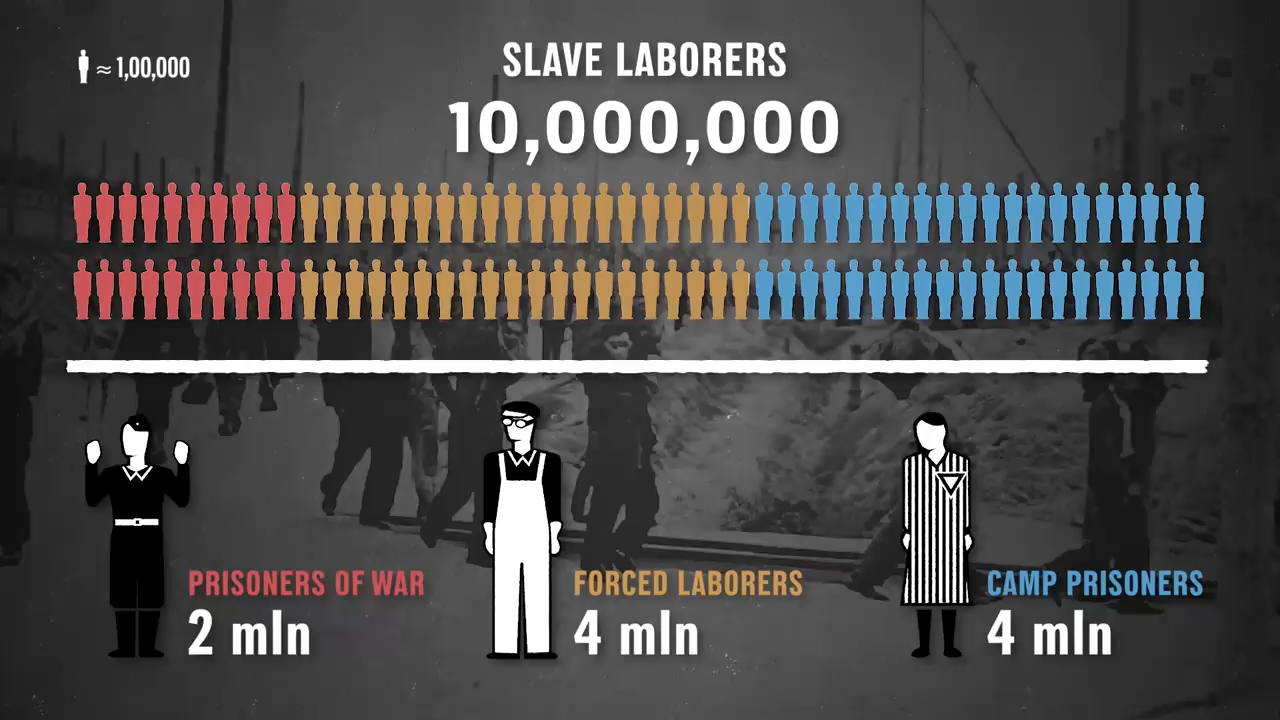 ≈ 1,00,000
SLAVE LABORERS
10,000,000
PRISONERS OF WAR
2 mln
FORCED LABORERS
4 mln
CAMP PRISONERS
4 mln